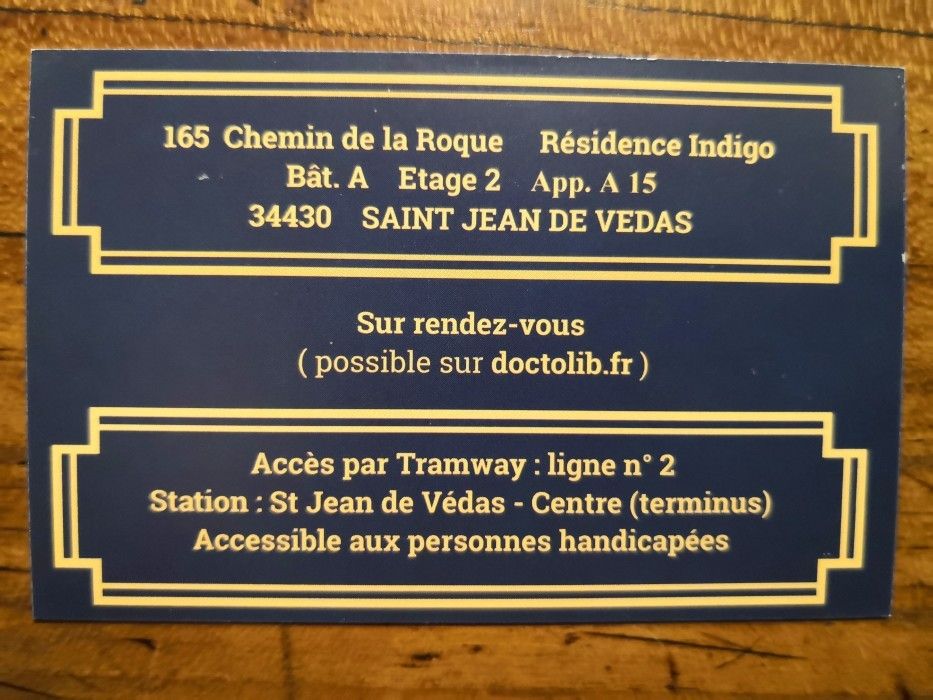 165 Chemin de la Roque Résidence Indigo
Bât. A Etage 2 App. A 15
34430 SAINT JEAN DE VEDAS
Sur rendez-vous
( possible sur doctolib.fr )
Accès par Tramway : ligne n° 2
Station : St Jean de Védas - Centre (terminus)
Accessible aux personnes handicapées